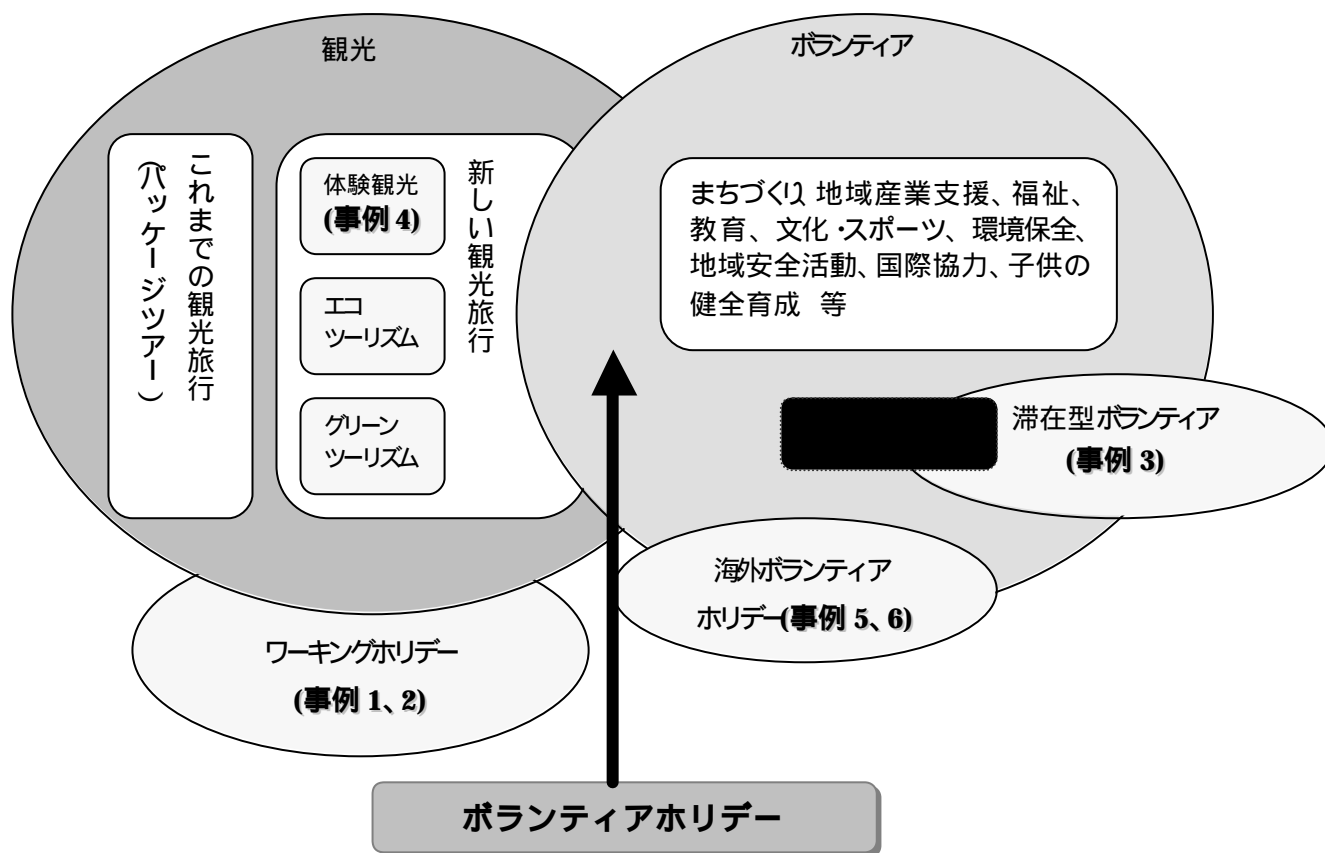 観光
ボランティア
これまでの観光旅行
(パッケージツアー)
新しい観光旅行
体験観光
(事例 4)
エコ
ツーリズム
グリーン
ツーリズム
まちづくり、地域産業支援、福祉、
教育、文化・スポーツ、環境保全、
地域安全活動、国際協力、子供の
健全育成 等
滞在型ボランティア
(事例 3)
海外ボランティア
ホリデー(事例 5、6)
ワーキングホリデー
(事例 1、2)
ボランティアホリデー